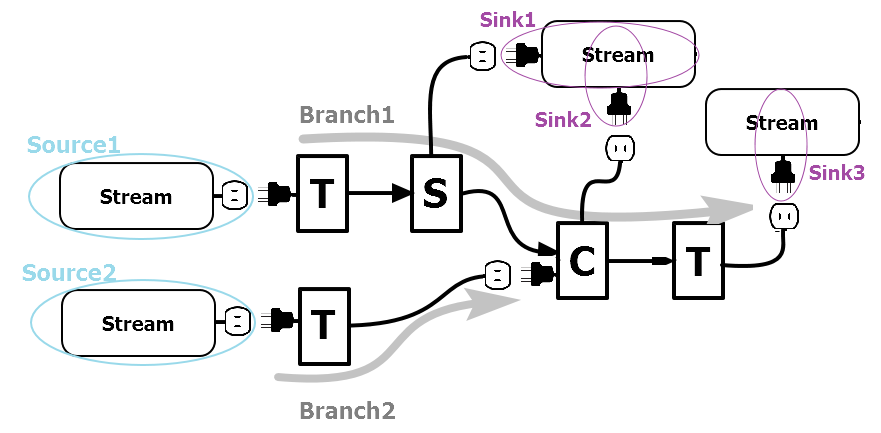 Sink1
Stream
Branch1
Sink2
Stream
Source1
Sink3
Stream
T
S
C
T
Source2
Stream
T
Branch2